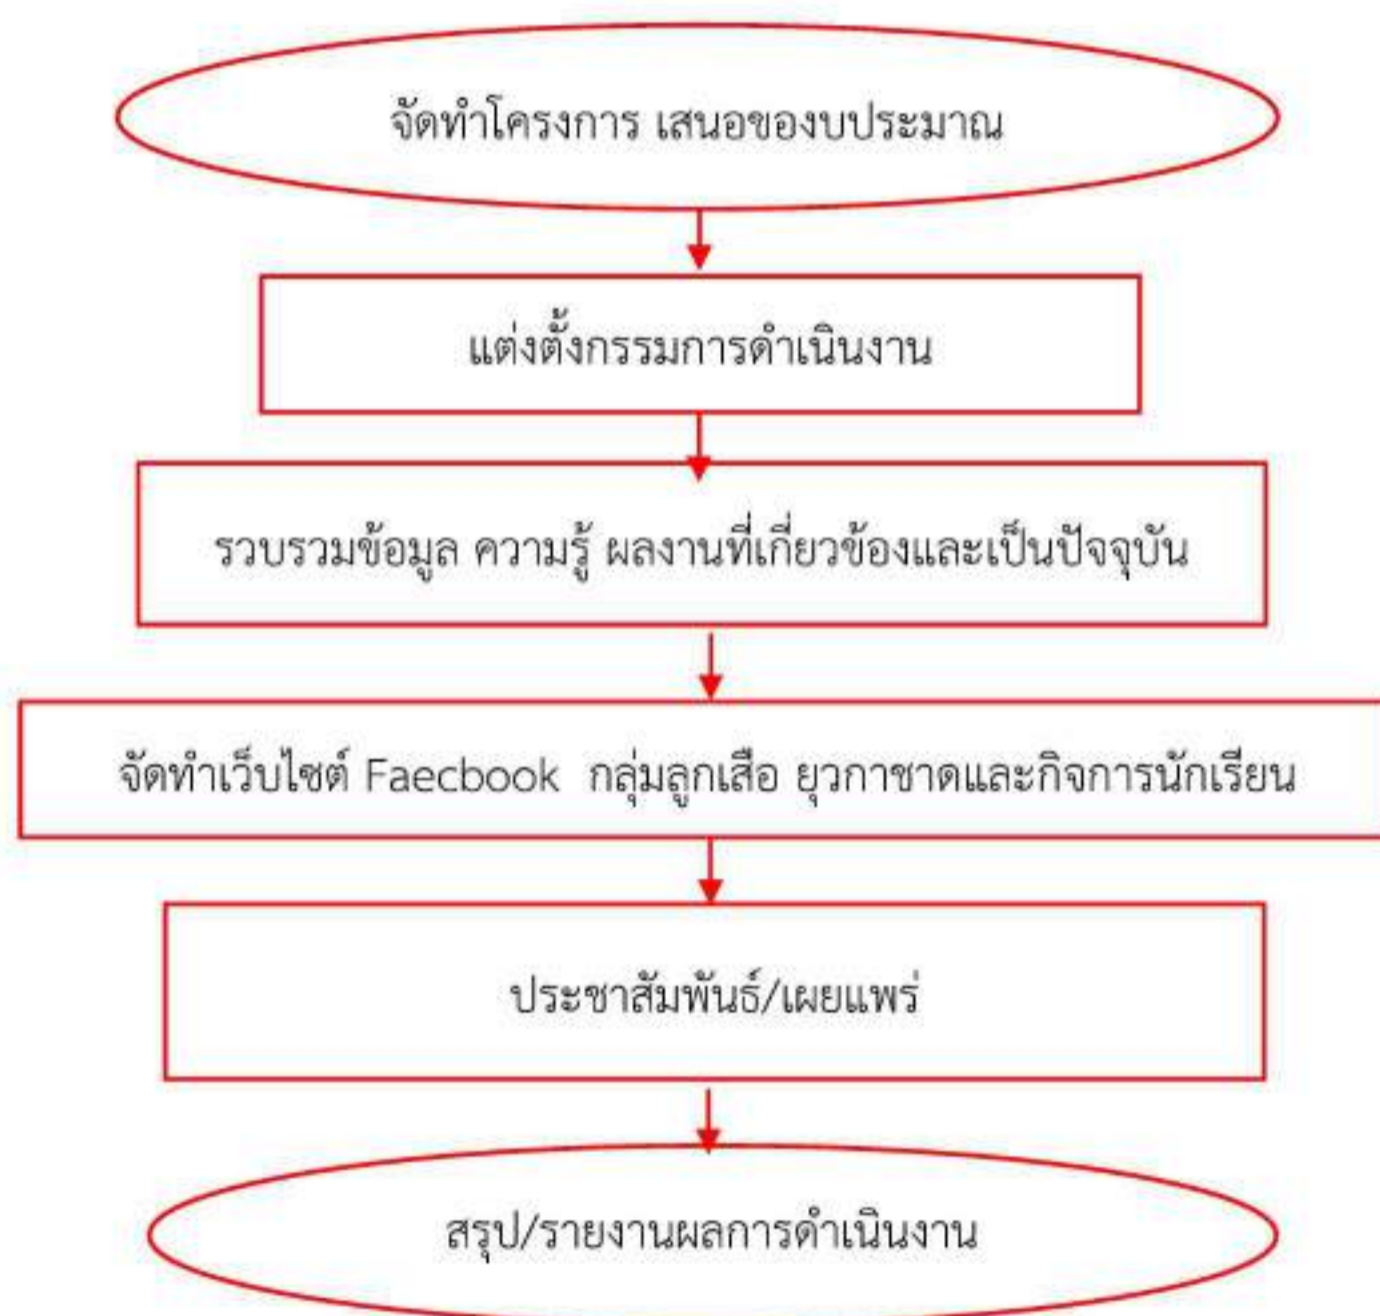 จัดทำโครงการ เสนอของบประมาณ
แต่งตั้งกรรมการดำเนินงาน
รวบรวมข้อมูล ความรู้ ผลงานที่เกี่ยวข้องและเป็นปัจจุบัน
จัดทำเว็บไซต์ Faecbook กลุ่มลูกเสือ ยุวกาชาดและกิจการนักเรียน
ประชาสัมพันธ์/เผยแพร่
สรุป/รายงานผลการดำเนินงาน